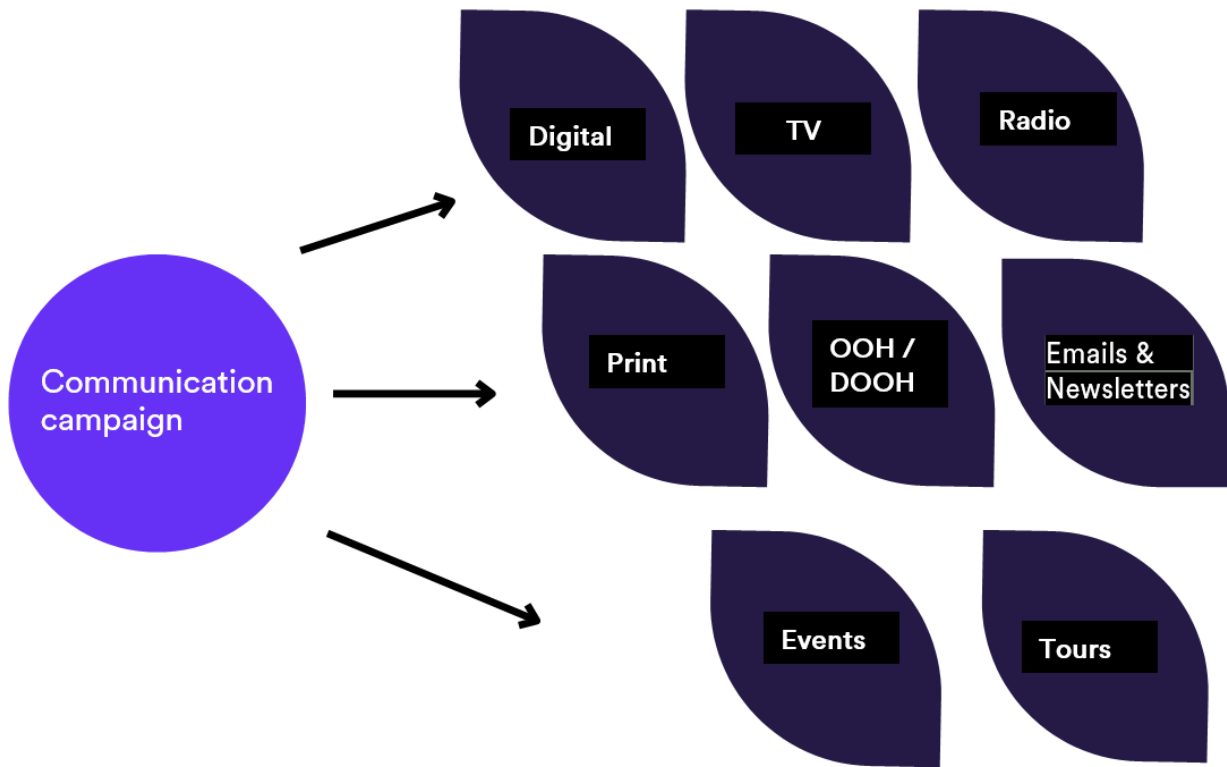 Digital
TV
Radio
Communication
campaign
Print
OOH /
DOOH
Emails &
Newsletters
Events
Tours